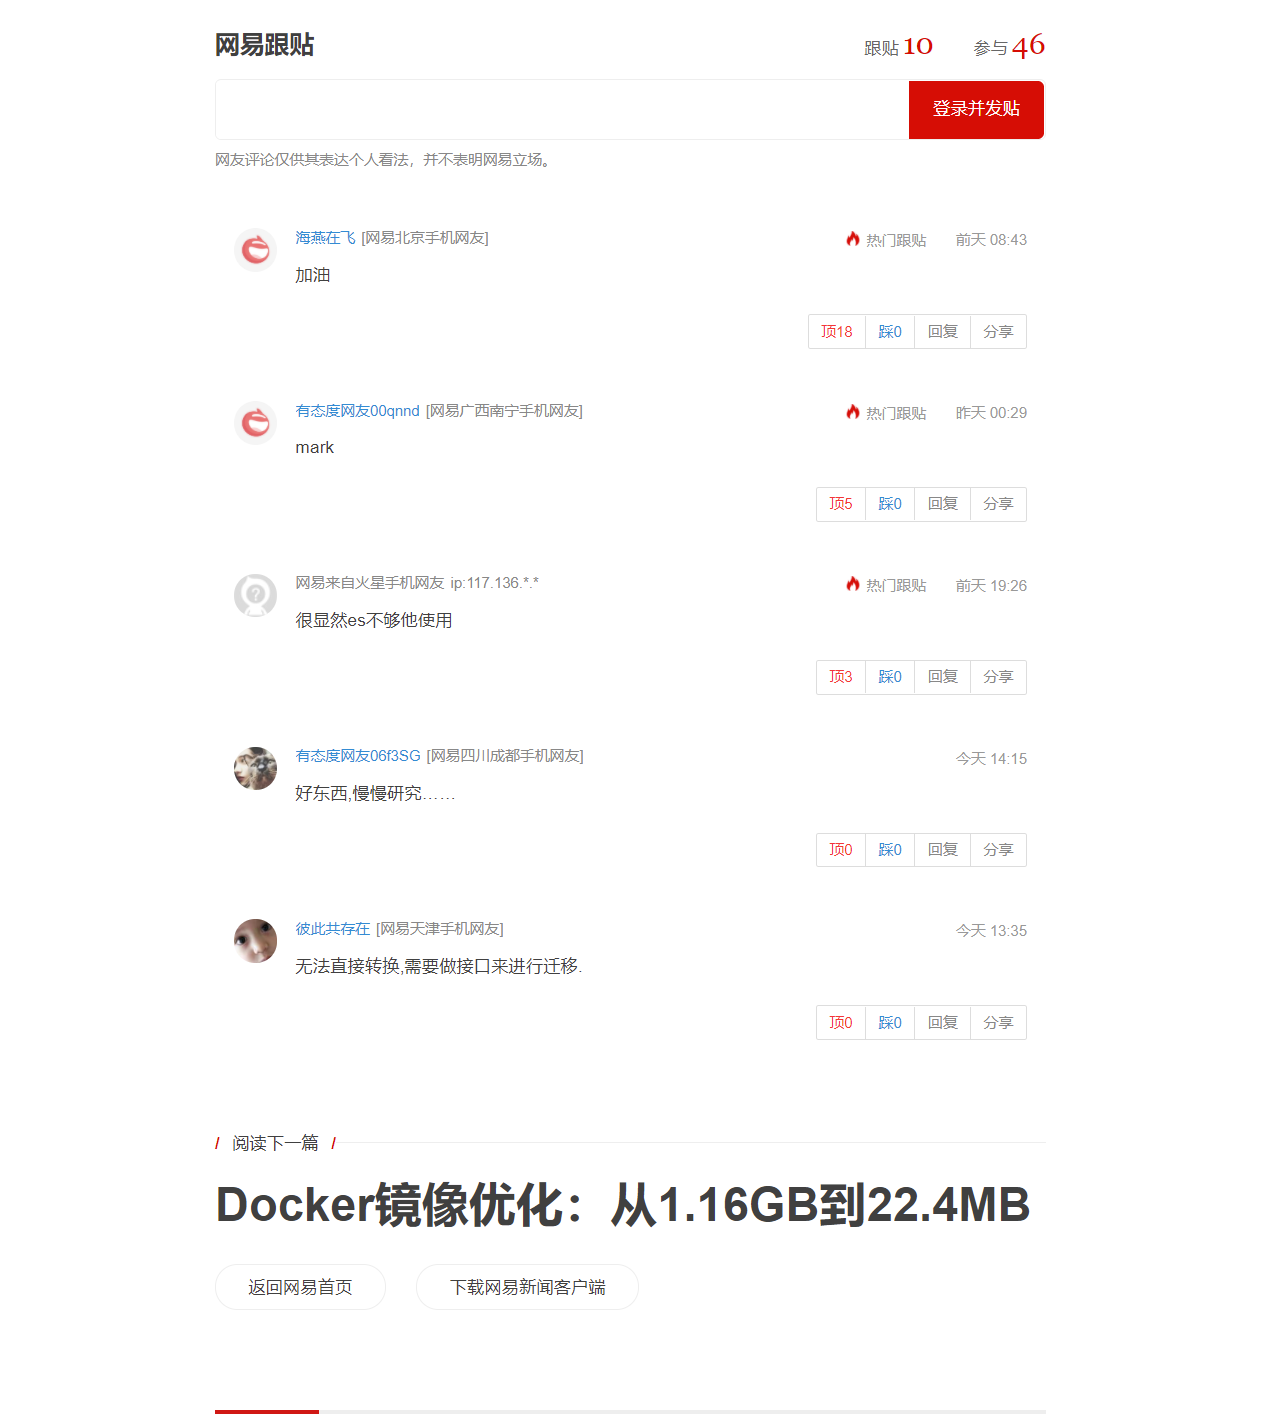 网易跟贴
跟贴 10 参与 46
登录并发贴
网友评论仅供其表达个人看法，并不表明网易立场。
海燕在飞 [网易北京手机网友] 热门跟贴 前天 08:43
加油
顶18 踩0 回复 分享
有态度网友00qnnd [网易广西南宁手机网友] 热门跟贴 昨天 00:29
mark
顶5 踩0 回复 分享
网易来自火星手机网友 ip:117.136.*.* 热门跟贴 前天 19:26
很显然es不够他使用
顶3 踩0 回复 分享
有态度网友06f3SG [网易四川成都手机网友] 今天 14:15
好东西,慢慢研究……
顶0 踩0 回复 分享
彼此共存在 [网易天津手机网友] 今天 13:35
无法直接转换,需要做接口来进行迁移.
顶0 踩0 回复 分享
/ 阅读下一篇 /
Docker镜像优化：从1.16GB到22.4MB
返回网易首页 下载网易新闻客户端